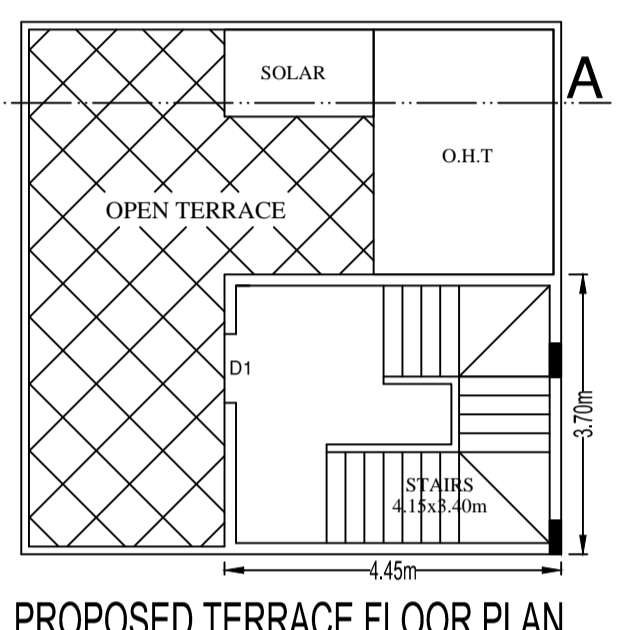 SOLAR
A
O.H.T
OPEN TERRACE
D1
3.70m
STAIRS
4.15x3.40m
4.45m
PROPOSED TERRACE FLOOR PLAN